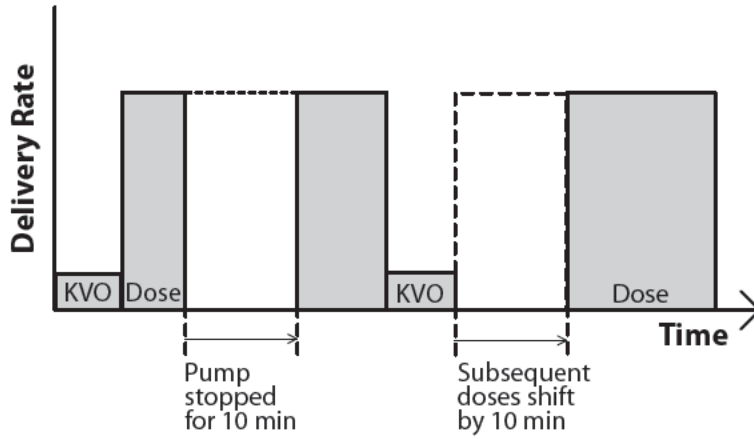 Delivery Rate
KVO
Dose
KVO
Dose
Time
Pump
stopped
for 10 min
Subsequent
doses shift
by 10 min